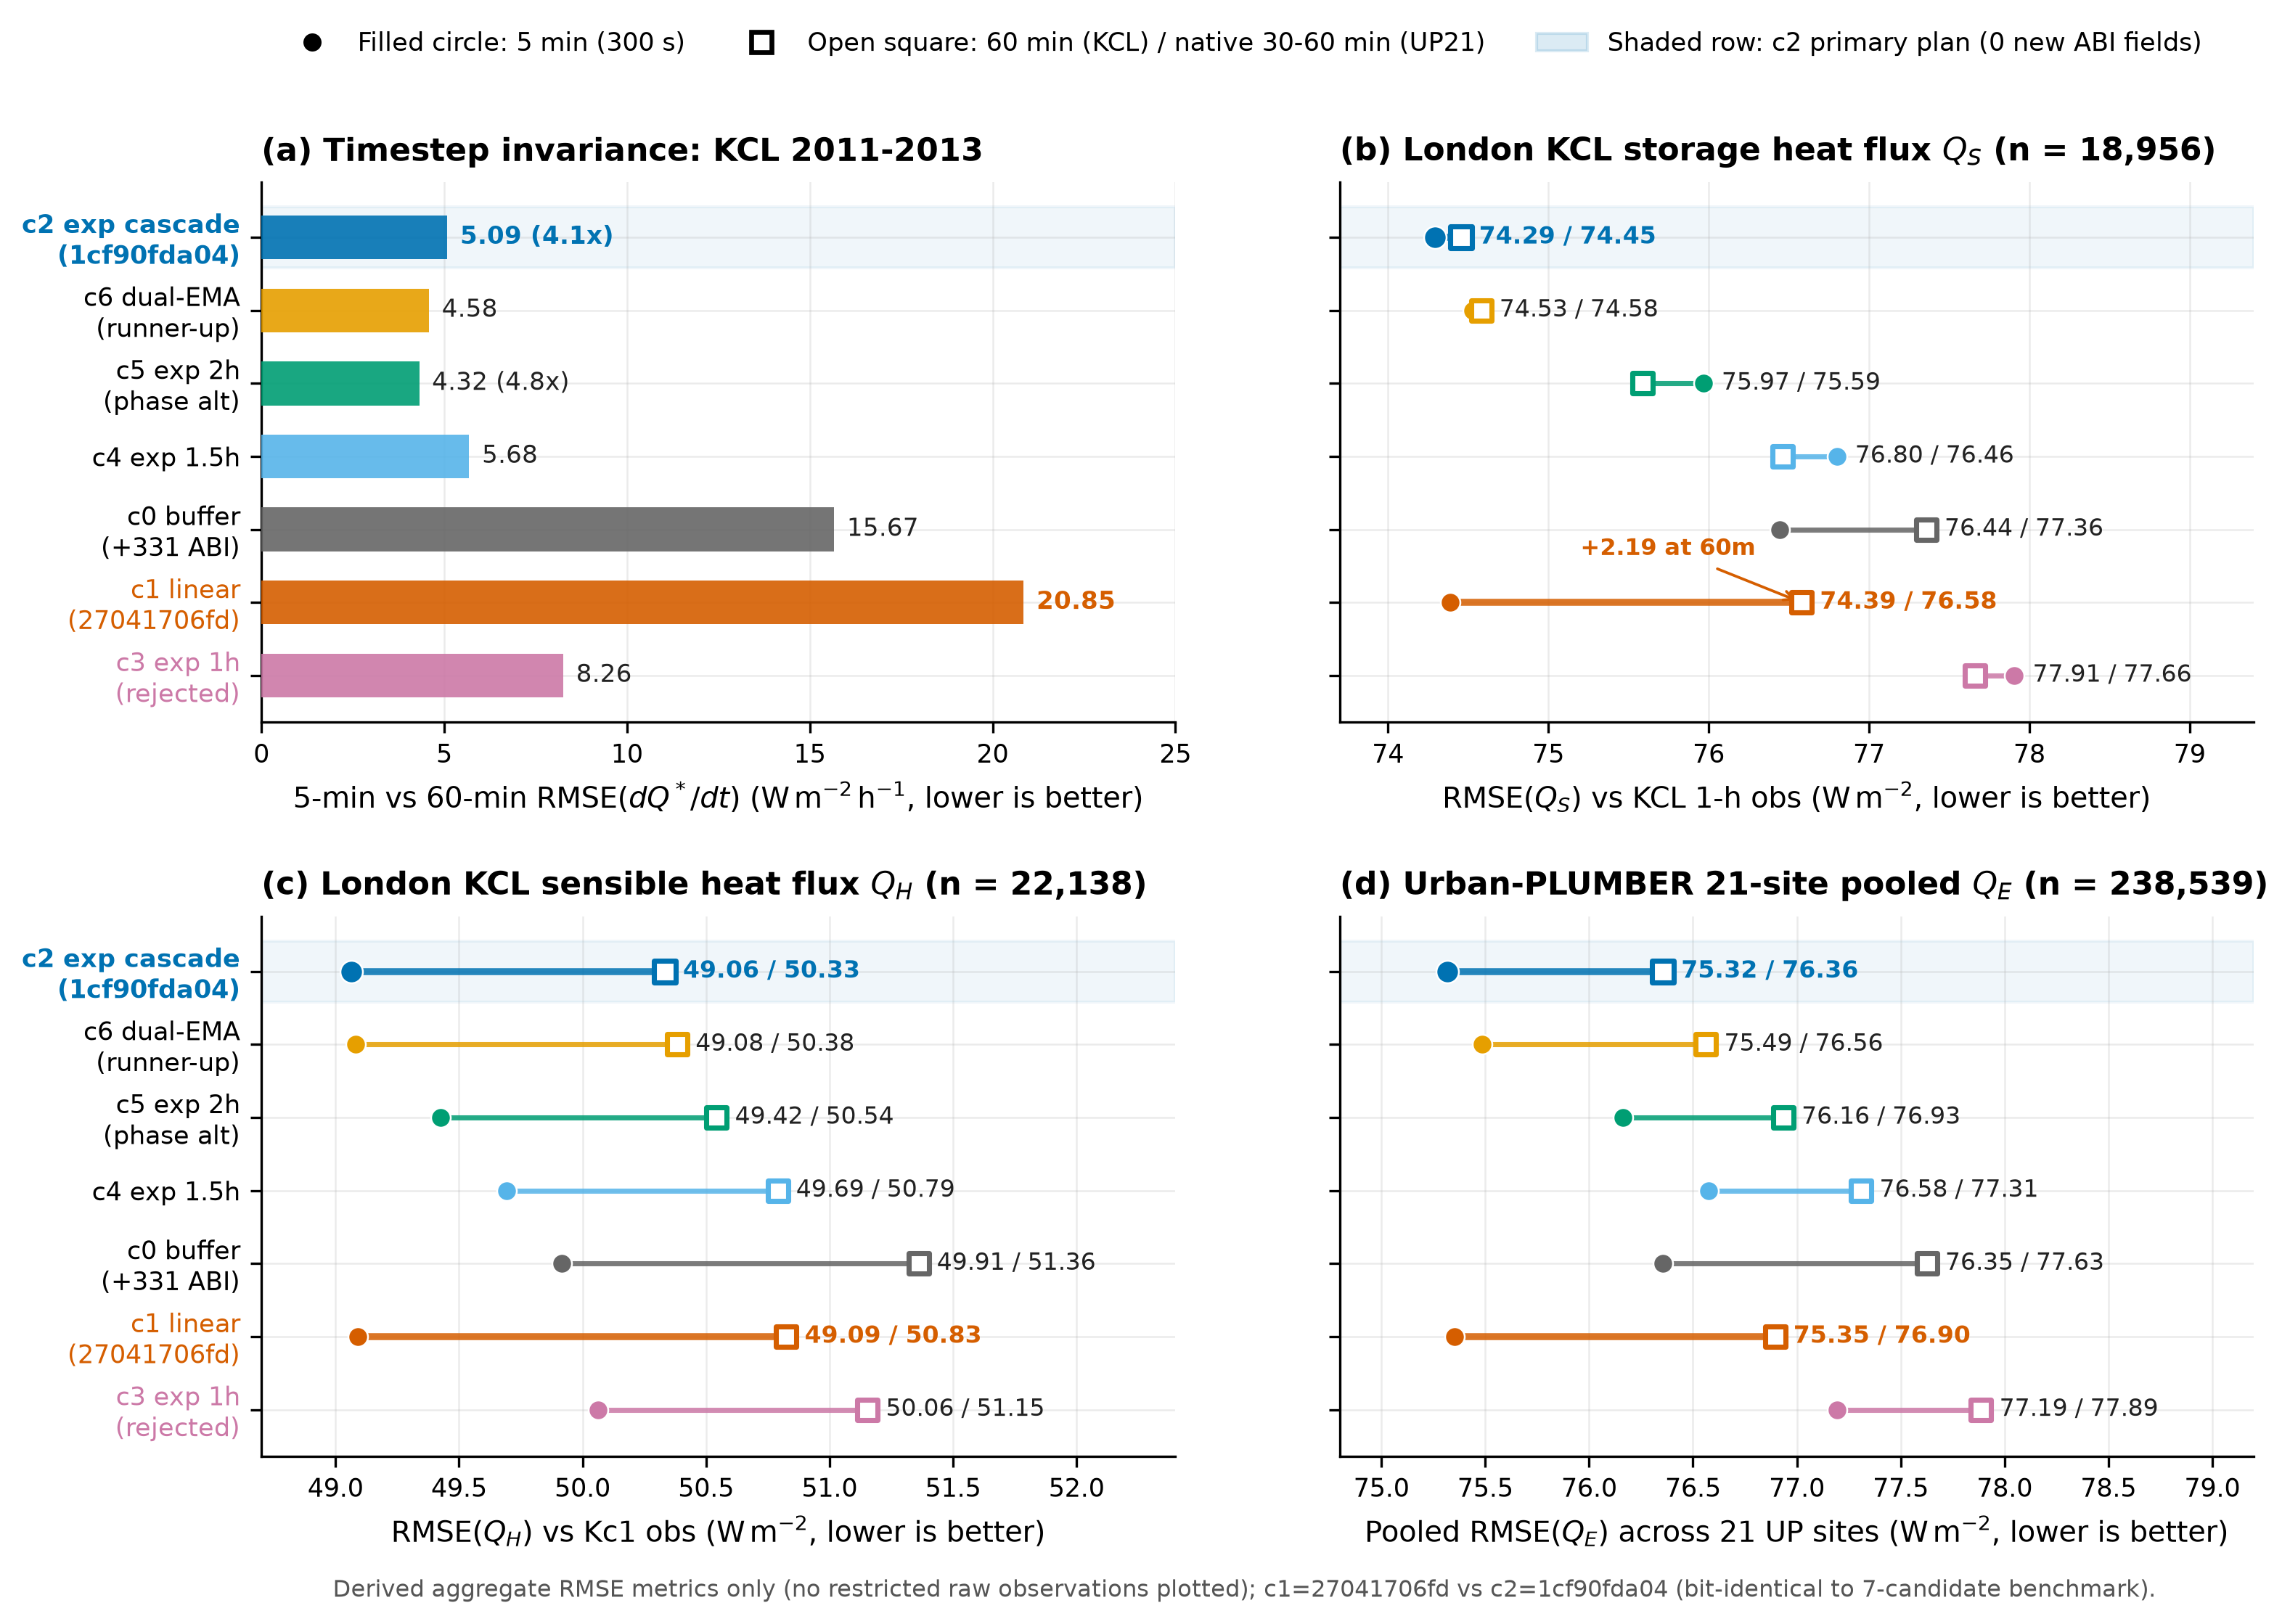 Filled circle: 5 min (300 s)
Open square: 60 min (KCL) / native 30-60 min (UP21)
Shaded row: c2 primary plan (0 new ABI fields)
(a) Timestep invariance: KCL 2011-2013
c2 exp cascade
(1cf90fda04)
5.09 (4.1x)
c6 dual-EMA
(runner-up)
4.58
c5 exp 2h
(phase alt)
4.32 (4.8x)
c4 exp 1.5h
5.68
c0 buffer
(+331 ABI)
15.67
c1 linear
(27041706fd)
20.85
c3 exp 1h
(rejected)
8.26
0 5 10 15 20 25
5-min vs 60-min RMSE(dQ*/dt) (W m⁻² h⁻¹, lower is better)
(b) London KCL storage heat flux Q_S (n = 18,956)
74.29 / 74.45
74.53 / 74.58
75.97 / 75.59
76.80 / 76.46
76.44 / 77.36
+2.19 at 60m
74.39 / 76.58
77.91 / 77.66
74 75 76 77 78 79
RMSE(Q_S) vs KCL 1-h obs (W m⁻², lower is better)
(c) London KCL sensible heat flux Q_H (n = 22,138)
c2 exp cascade
(1cf90fda04)
49.06 / 50.33
c6 dual-EMA
(runner-up)
49.08 / 50.38
c5 exp 2h
(phase alt)
49.42 / 50.54
c4 exp 1.5h
49.69 / 50.79
c0 buffer
(+331 ABI)
49.91 / 51.36
c1 linear
(27041706fd)
49.09 / 50.83
c3 exp 1h
(rejected)
50.06 / 51.15
49.0 49.5 50.0 50.5 51.0 51.5 52.0
RMSE(Q_H) vs Kc1 obs (W m⁻², lower is better)
(d) Urban-PLUMBER 21-site pooled Q_E (n = 238,539)
75.32 / 76.36
75.49 / 76.56
76.16 / 76.93
76.58 / 77.31
76.35 / 77.63
75.35 / 76.90
77.19 / 77.89
75.0 75.5 76.0 76.5 77.0 77.5 78.0 78.5 79.0
Pooled RMSE(Q_E) across 21 UP sites (W m⁻², lower is better)
Derived aggregate RMSE metrics only (no restricted raw observations plotted); c1=27041706fd vs c2=1cf90fda04 (bit-identical to 7-candidate benchmark).